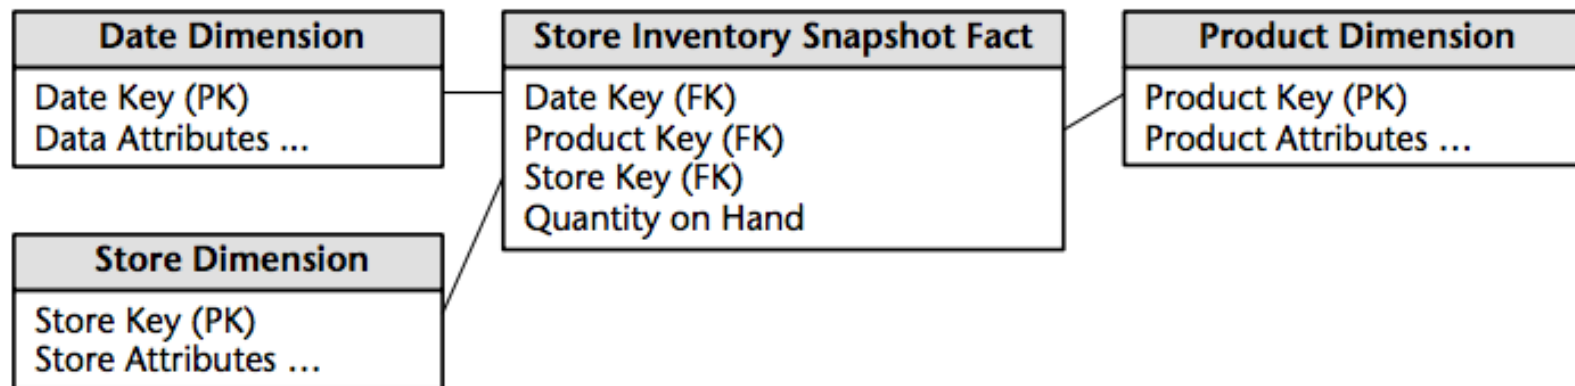 Date Dimension
Date Key (PK)
Data Attributes ...
Store Inventory Snapshot Fact
Date Key (FK)
Product Key (FK)
Store Key (FK)
Quantity on Hand
Product Dimension
Product Key (PK)
Product Attributes ...
Store Dimension
Store Key (PK)
Store Attributes ...